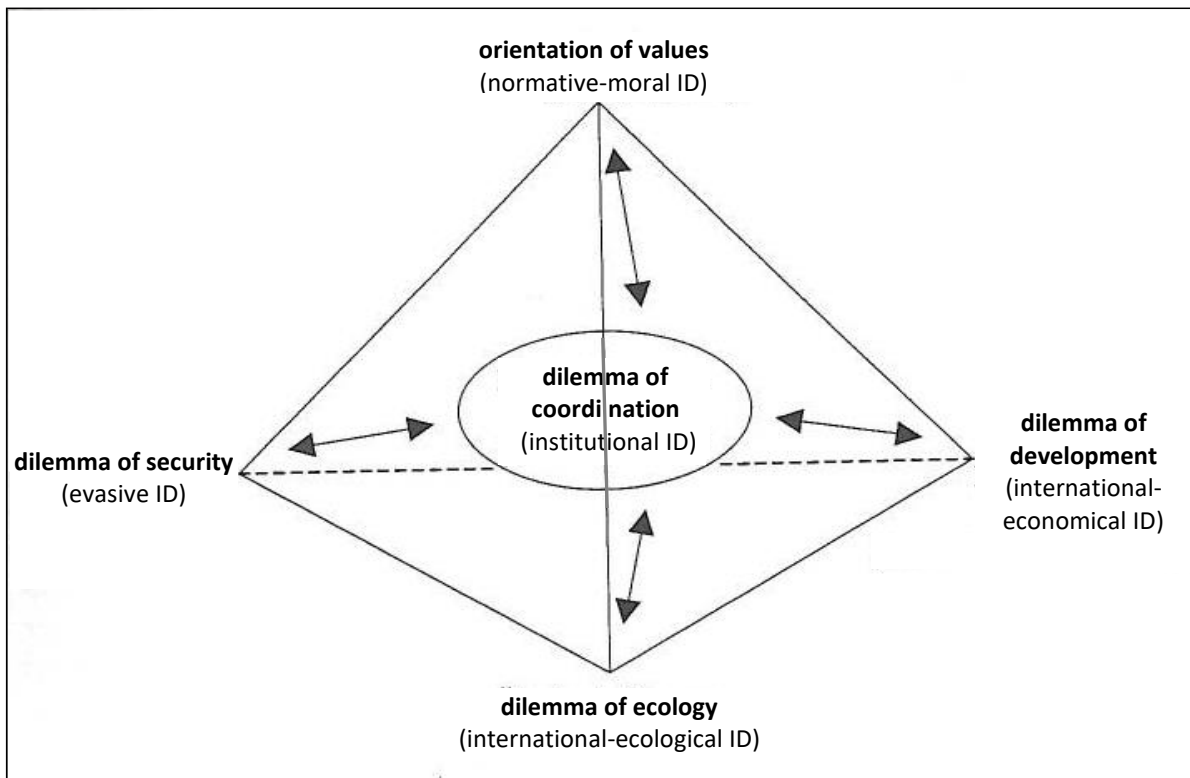 orientation of values
(normative-moral ID)
dilemma of
coordination
(institutional ID)
dilemma of security
(evasive ID)
dilemma of
development
(international-
economical ID)
dilemma of ecology
(international-ecological ID)